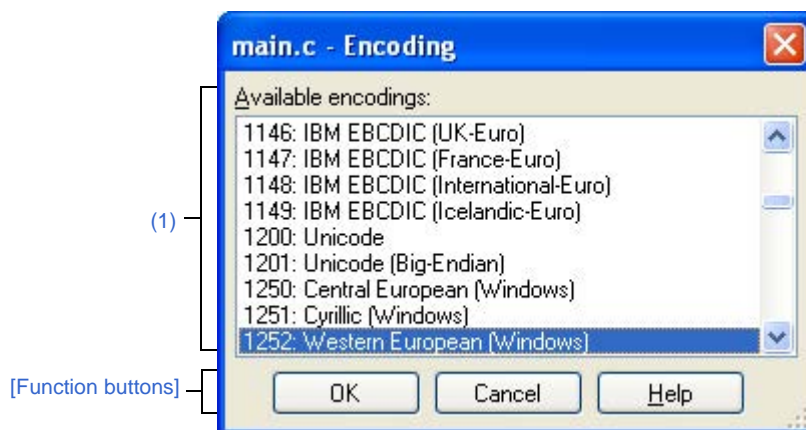 main.c - Encoding
Available encodings:
1146: IBM EBCDIC (UK-Euro)
1147: IBM EBCDIC (France-Euro)
1148: IBM EBCDIC (International-Euro)
1149: IBM EBCDIC (Icelandic-Euro)
1200: Unicode
1201: Unicode (Big-Endian)
1250: Central European (Windows)
1251: Cyrillic (Windows)
1252: Western European (Windows)
(1)
[Function buttons]
OK Cancel Help